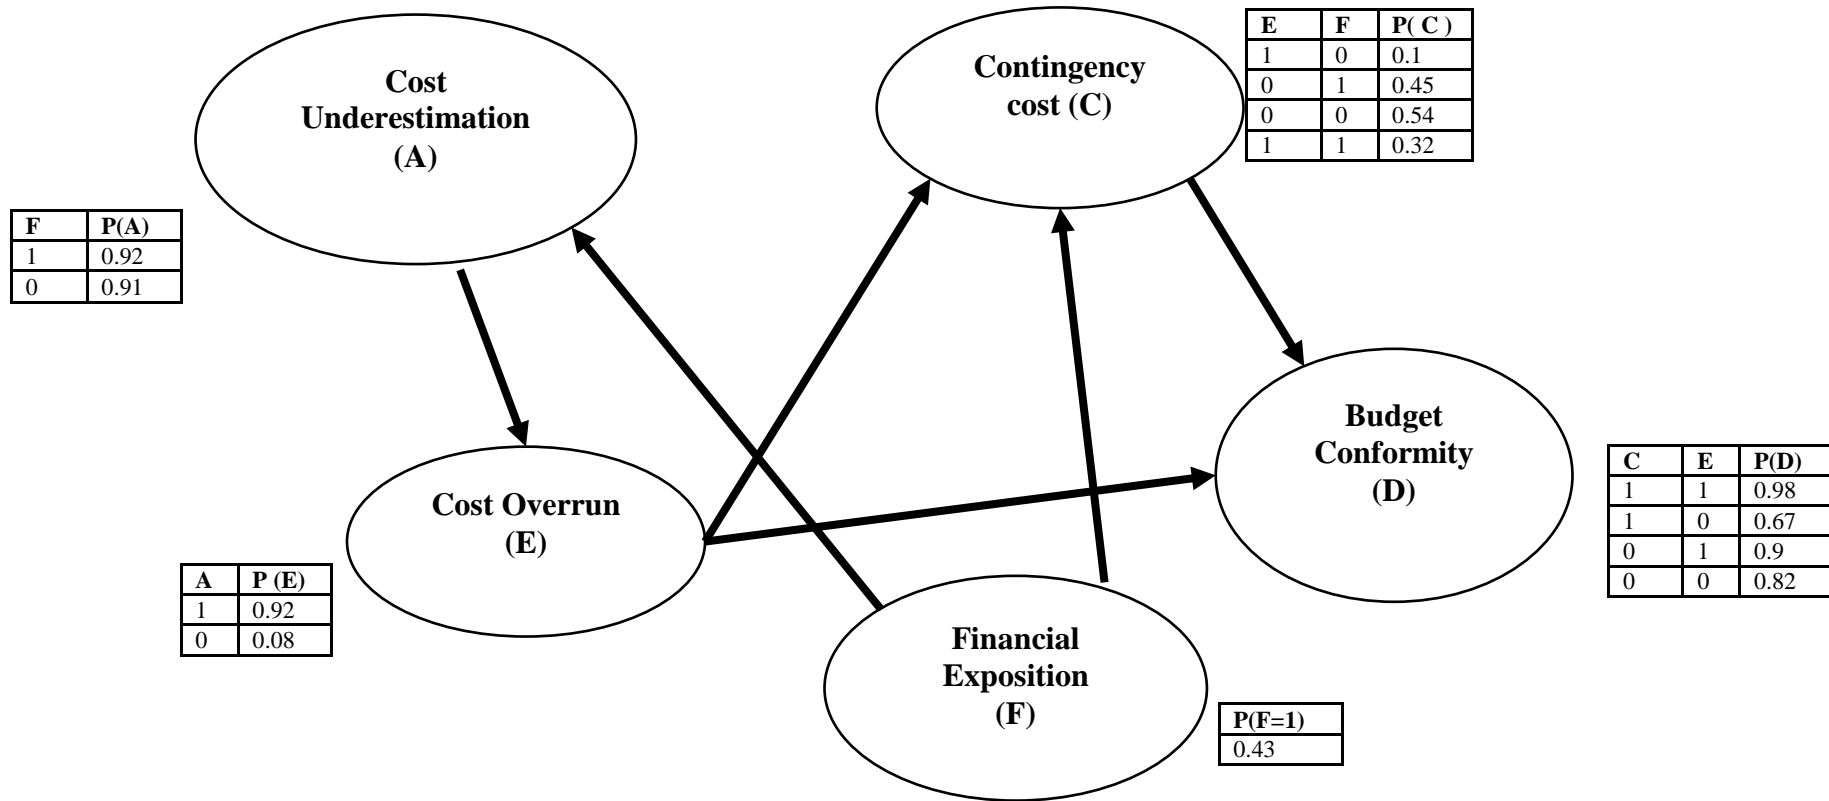 Cost
Underestimation
(A)
Contingency
cost (C)
E F P( C )
1 0 0.1
0 1 0.45
0 0 0.54
1 1 0.32
F P(A)
1 0.92
0 0.91
Budget
Conformity
(D)
C E P(D)
1 1 0.98
1 0 0.67
0 1 0.9
0 0 0.82
Cost Overrun
(E)
A P (E)
1 0.92
0 0.08
Financial
Exposition
(F)
P(F=1)
0.43